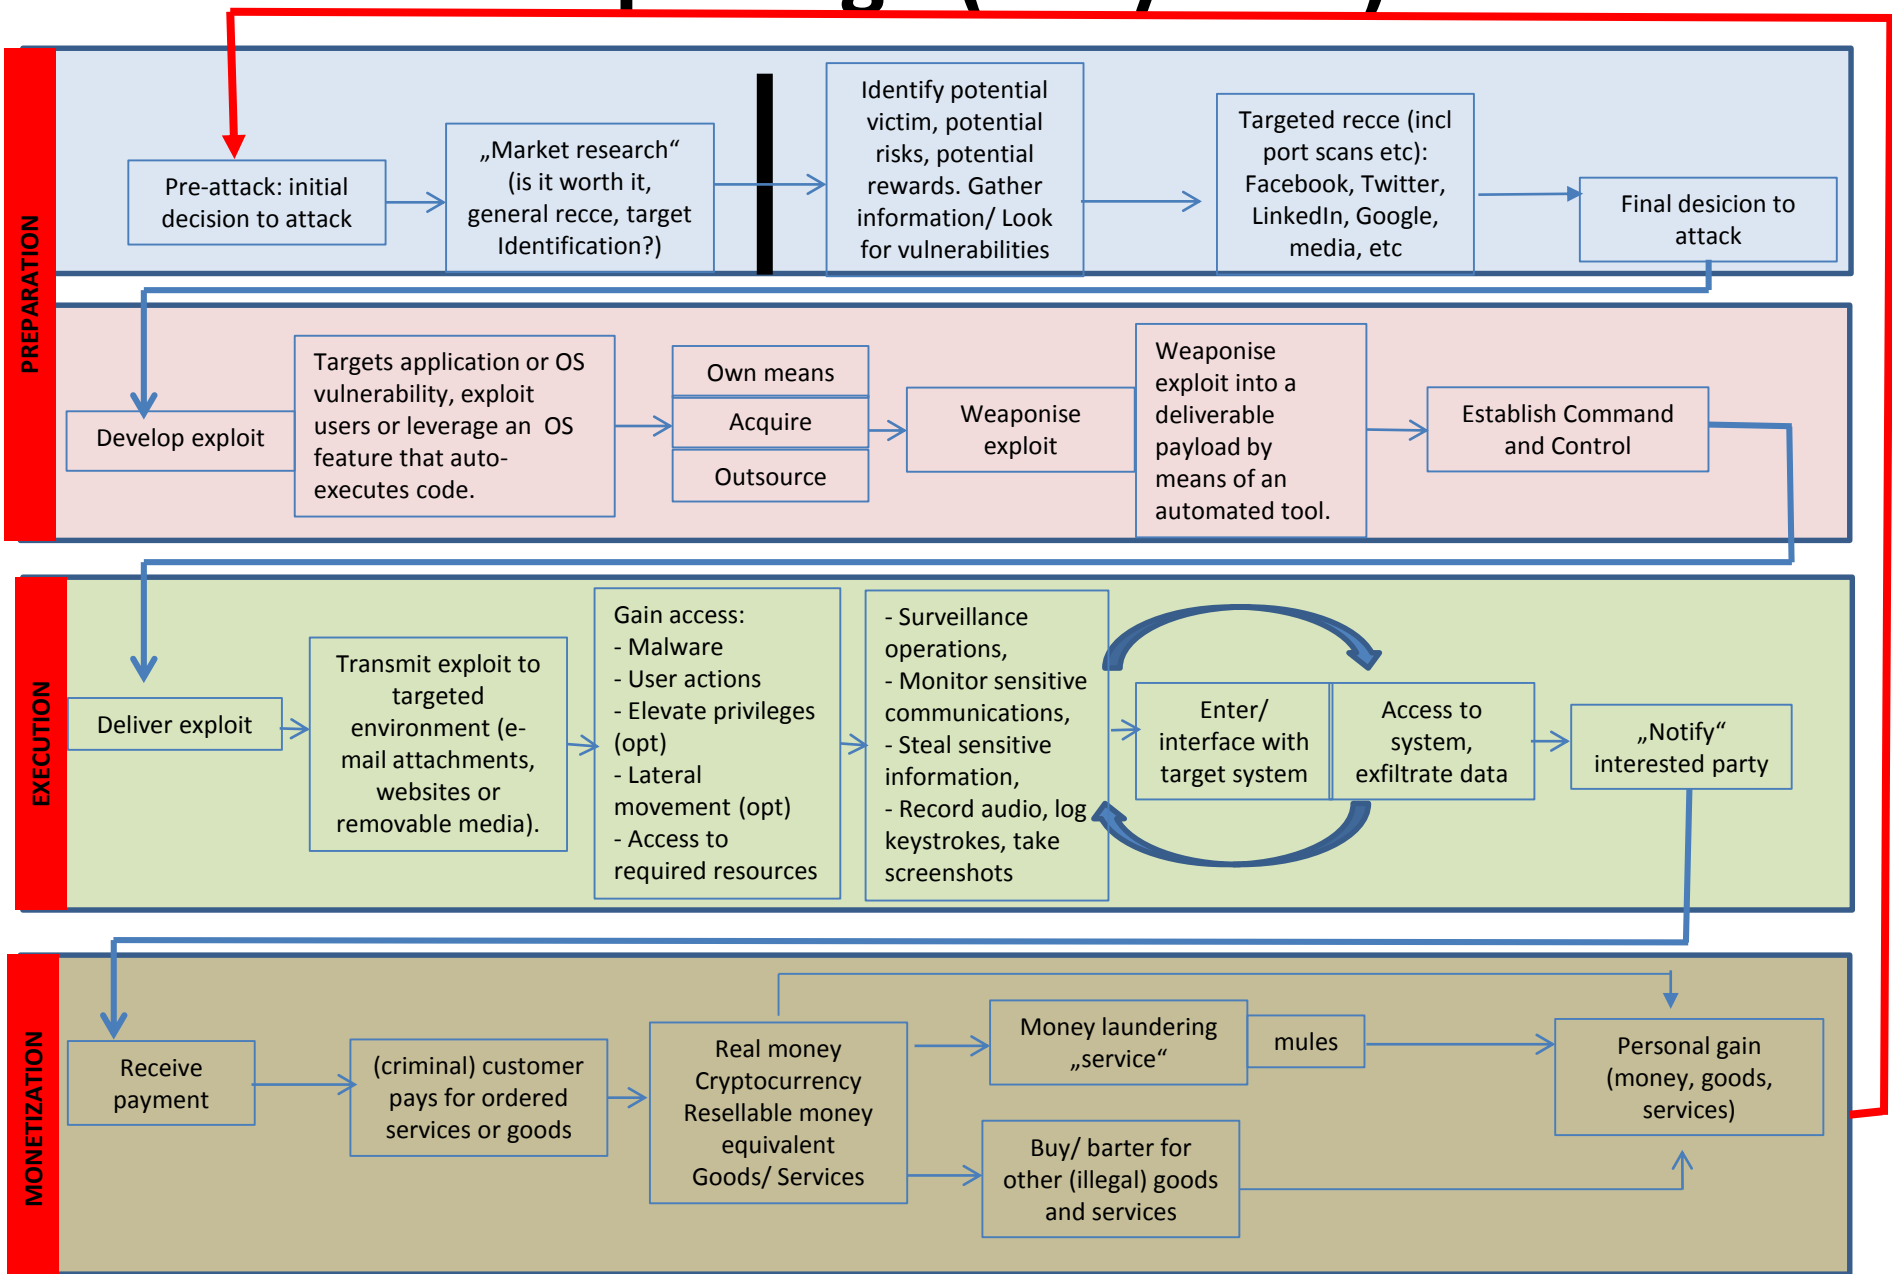 PREPARATION
Pre-attack: initial
decision to attack
„Market research“
(is it worth it,
general recce, target
Identification?)
Identify potential
victim, potential
risks, potential
rewards. Gather
information/ Look
for vulnerabilities
Targeted recce (incl
port scans etc):
Facebook, Twitter,
LinkedIn, Google,
media, etc
Final desicion to
attack
Develop exploit
Targets application or OS
vulnerability, exploit
users or leverage an OS
feature that auto-
executes code.
Own means
Acquire
Outsource
Weaponise
exploit
Weaponise
exploit into a
deliverable
payload by
means of an
automated tool.
Establish Command
and Control
EXECUTION
Deliver exploit
Transmit exploit to
targeted
environment (e-
mail attachments,
websites or
removable media).
Gain access:
- Malware
- User actions
- Elevate privileges
(opt)
- Lateral
movement (opt)
- Access to
required resources
- Surveillance
operations,
- Monitor sensitive
communications,
- Steal sensitive
information,
- Record audio, log
keystrokes, take
screenshots
Enter/
interface with
target system
Access to
system,
exfiltrate data
„Notify“
interested party
MONETIZATION
Receive
payment
(criminal) customer
pays for ordered
services or goods
Real money
Cryptocurrency
Resellable money
equivalent
Goods/ Services
Money laundering
„service“
mules
Buy/ barter for
other (illegal) goods
and services
Personal gain
(money, goods,
services)